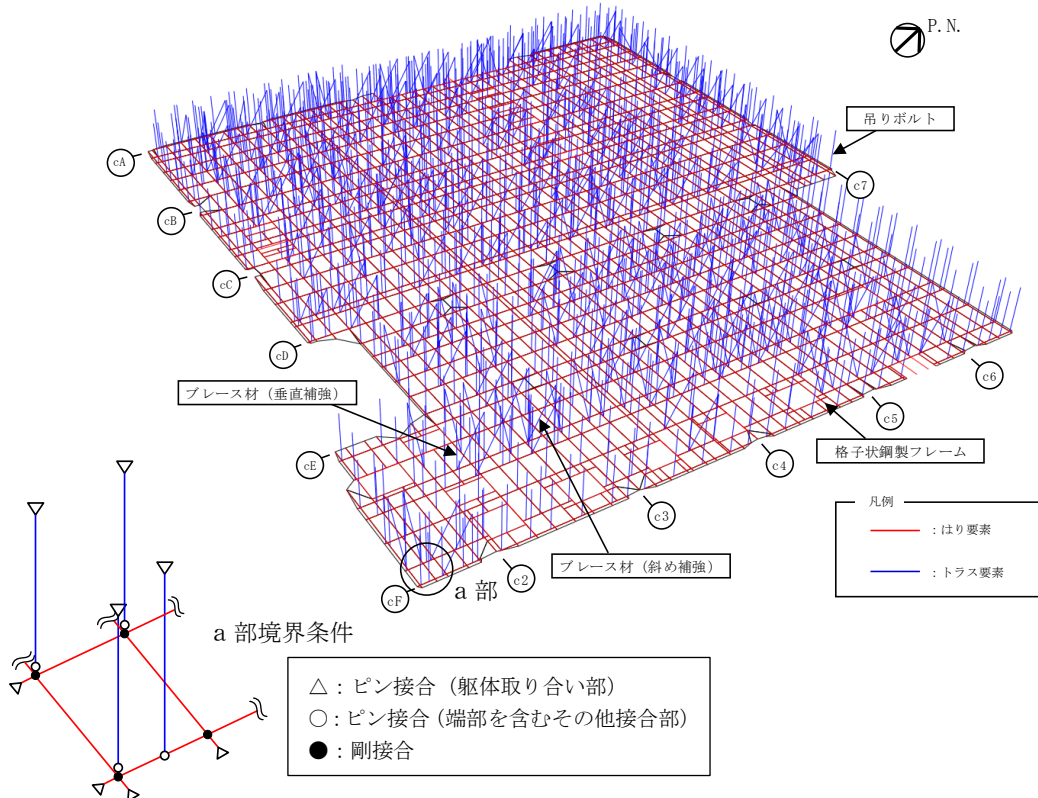 P.N.
吊りボルト
cA
c7
cB
cC
cD
c6
ブレース材（垂直補強）
c5
格子状鋼製フレーム
cE
c4
凡例
：はり要素
：トラス要素
c3
ブレース材（斜め補強）
c2
cF
a 部
a 部境界条件
△：ピン接合（躯体取り合い部）
○：ピン接合（端部を含むその他接合部）
●：剛接合